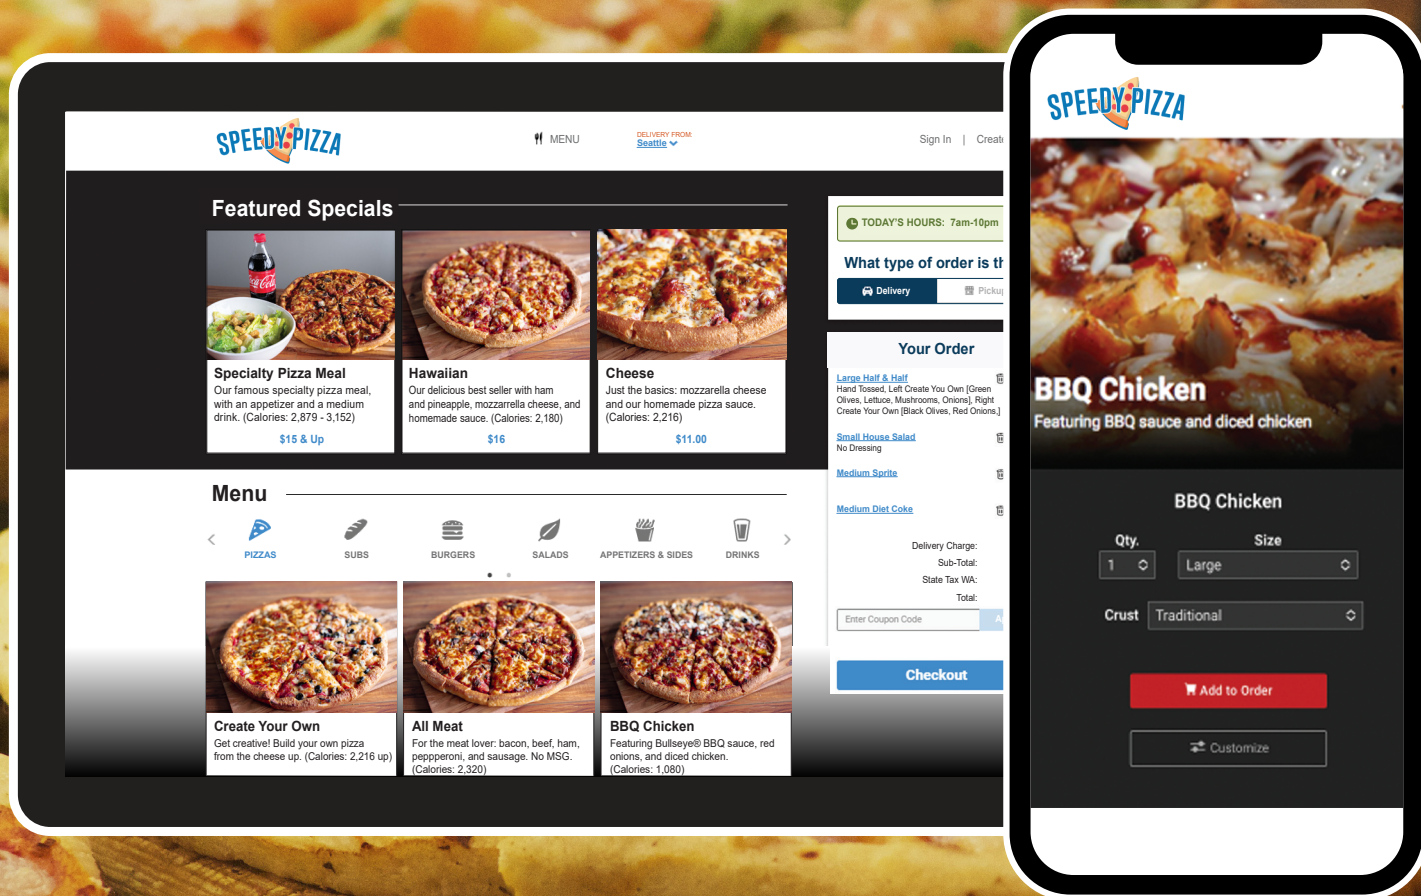 SPEEDY PIZZA
MENU
DELIVERY FROM:
Seattle
Sign In | Create
Featured Specials
Coca-Cola
Specialty Pizza Meal
Our famous specialty pizza meal,
with an appetizer and a medium
drink. (Calories: 2,879 - 3,152)
$15 & Up
Hawaiian
Our delicious best seller with ham
and pineapple, mozzarrella cheese, and
homemade sauce. (Calories: 2,180)
$16
Cheese
Just the basics: mozzarella cheese
and our homemade pizza sauce.
(Calories: 2,216)
$11.00
Menu
PIZZAS
SUBS
BURGERS
SALADS
APPETIZERS & SIDES
DRINKS
Create Your Own
Get creative! Build your own pizza
from the cheese up. (Calories: 2,216 up)
All Meat
For the meat lover: bacon, beef, ham,
peppperoni, and sausage. No MSG.
(Calories: 2,320)
BBQ Chicken
Featuring Bullseye® BBQ sauce, red
onions, and diced chicken.
(Calories: 1,080)
TODAY'S HOURS: 7am-10pm
What type of order is th
Delivery
Pickup
Your Order
Large Half & Half
Hand Tossed, Left Create You Own [Green
Olives, Lettuce, Mushrooms, Onions], Right
Create Your Own [Black Olives, Red Onions,]
Small House Salad
No Dressing
Medium Sprite
Medium Diet Coke
Delivery Charge:
Sub-Total:
State Tax WA:
Total:
Enter Coupon Code
Checkout
SPEEDY PIZZA
BBQ Chicken
Featuring BBQ sauce and diced chicken
BBQ Chicken
Qty. Size
1 Large
Crust Traditional
Add to Order
Customize